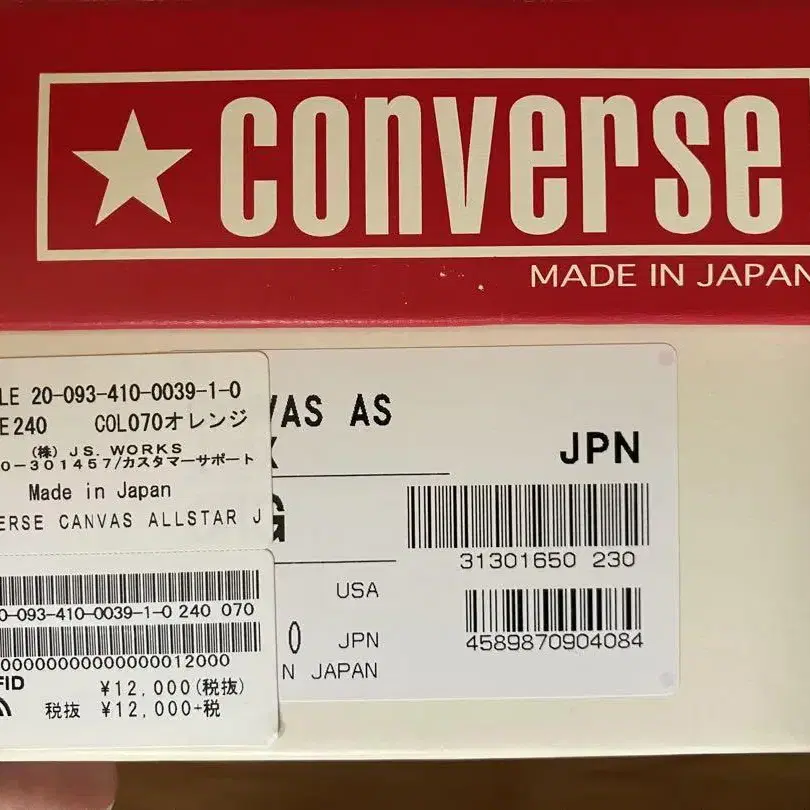 CONVERSE
MADE IN JAPAN
LE 20-093-410-0039-1-0
E240 COL070オレンジ
(株) JS. WORKS
0-301457/カスタマーサポート
Made in Japan
ERSE CANVAS ALLSTAR J
0-093-410-0039-1-0 240 070
0000000000000000012000
FID
¥12,000(税抜)
税抜 ¥12,000+税
VAS AS
JPN
G
31301650 230
USA
4589870904084
0 JPN
N JAPAN